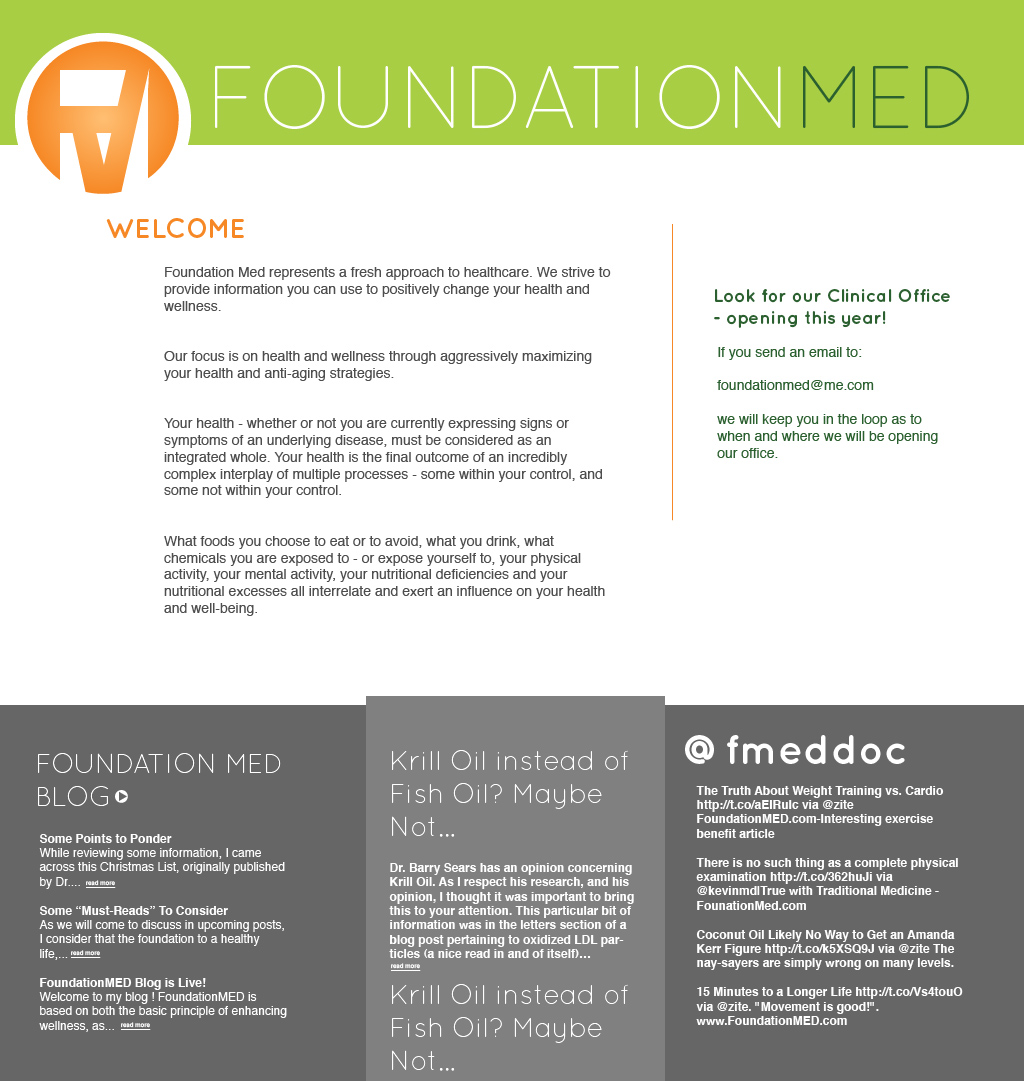 FOUNDATIONMED
WELCOME
Foundation Med represents a fresh approach to healthcare. We strive to
provide information you can use to positively change your health and
wellness.
Our focus is on health and wellness through aggressively maximizing
your health and anti-aging strategies.
Your health - whether or not you are currently expressing signs or
symptoms of an underlying disease, must be considered as an
integrated whole. Your health is the final outcome of an incredibly
complex interplay of multiple processes - some within your control, and
some not within your control.
What foods you choose to eat or to avoid, what you drink, what
chemicals you are exposed to - or expose yourself to, your physical
activity, your mental activity, your nutritional deficiencies and your
nutritional excesses all interrelate and exert an influence on your health
and well-being.
Look for our Clinical Office
- opening this year!
If you send an email to:
foundationmed@me.com
we will keep you in the loop as to
when and where we will be opening
our office.
FOUNDATION MED
BLOG
Some Points to Ponder
While reviewing some information, I came
across this Christmas List, originally published
by Dr.... read more
Some “Must-Reads” To Consider
As we will come to discuss in upcoming posts,
I consider that the foundation to a healthy
life,... read more
FoundationMED Blog is Live!
Welcome to my blog ! FoundationMED is
based on both the basic principle of enhancing
wellness, as... read more
Krill Oil instead of
Fish Oil? Maybe
Not...
Dr. Barry Sears has an opinion concerning
Krill Oil. As I respect his research, and his
opinion, I thought it was important to bring
this to your attention. This particular bit of
information was in the letters section of a
blog post pertaining to oxidized LDL par-
ticles (a nice read in and of itself)…
read more
Krill Oil instead of
Fish Oil? Maybe
Not...
@ fmeddoc
The Truth About Weight Training vs. Cardio
http://t.co/aEIRulc via @zite
FoundationMED.com-Interesting exercise
benefit article
There is no such thing as a complete physical
examination http://t.co/362huJi via
@kevinmdlTrue with Traditional Medicine -
FounationMed.com
Coconut Oil Likely No Way to Get an Amanda
Kerr Figure http://t.co/k5XSQ9J via @zite The
nay-sayers are simply wrong on many levels.
15 Minutes to a Longer Life http://t.co/Vs4touO
via @zite. "Movement is good!".
www.FoundationMED.com